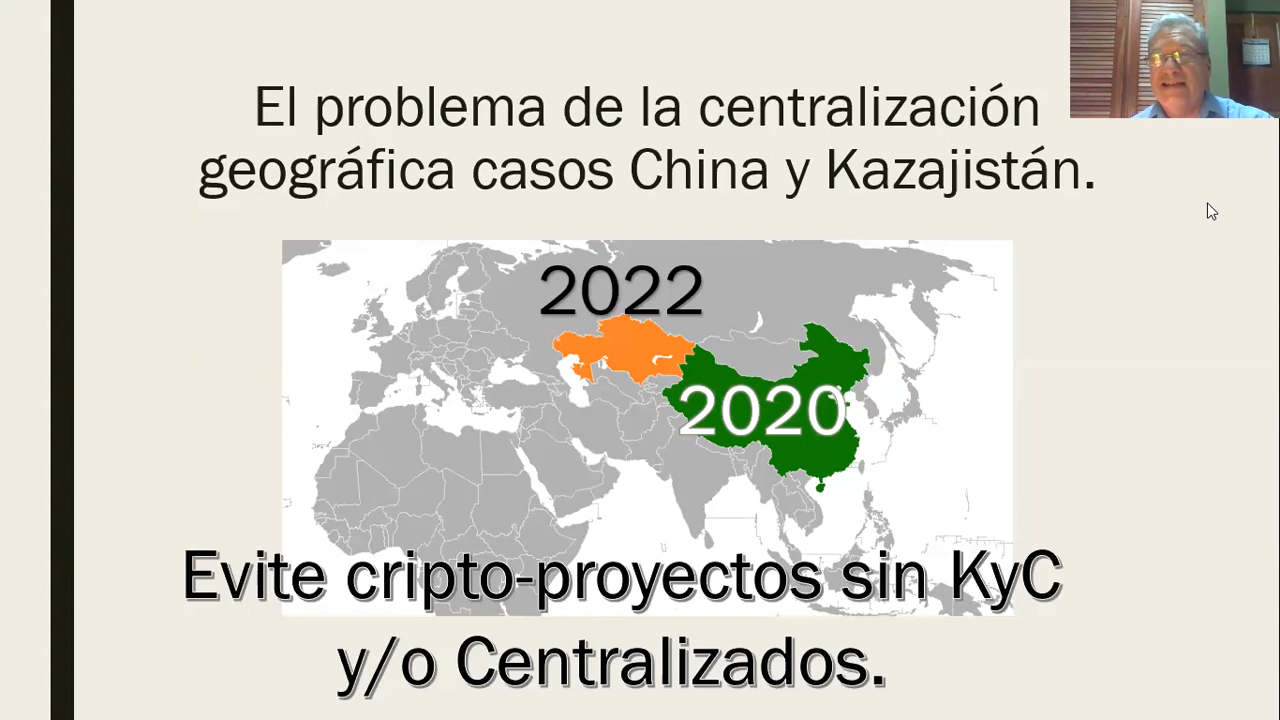 El problema de la centralización
geográfica casos China y Kazajistán.
2022
2020
Evite cripto-proyectos sin KyC
y/o Centralizados.